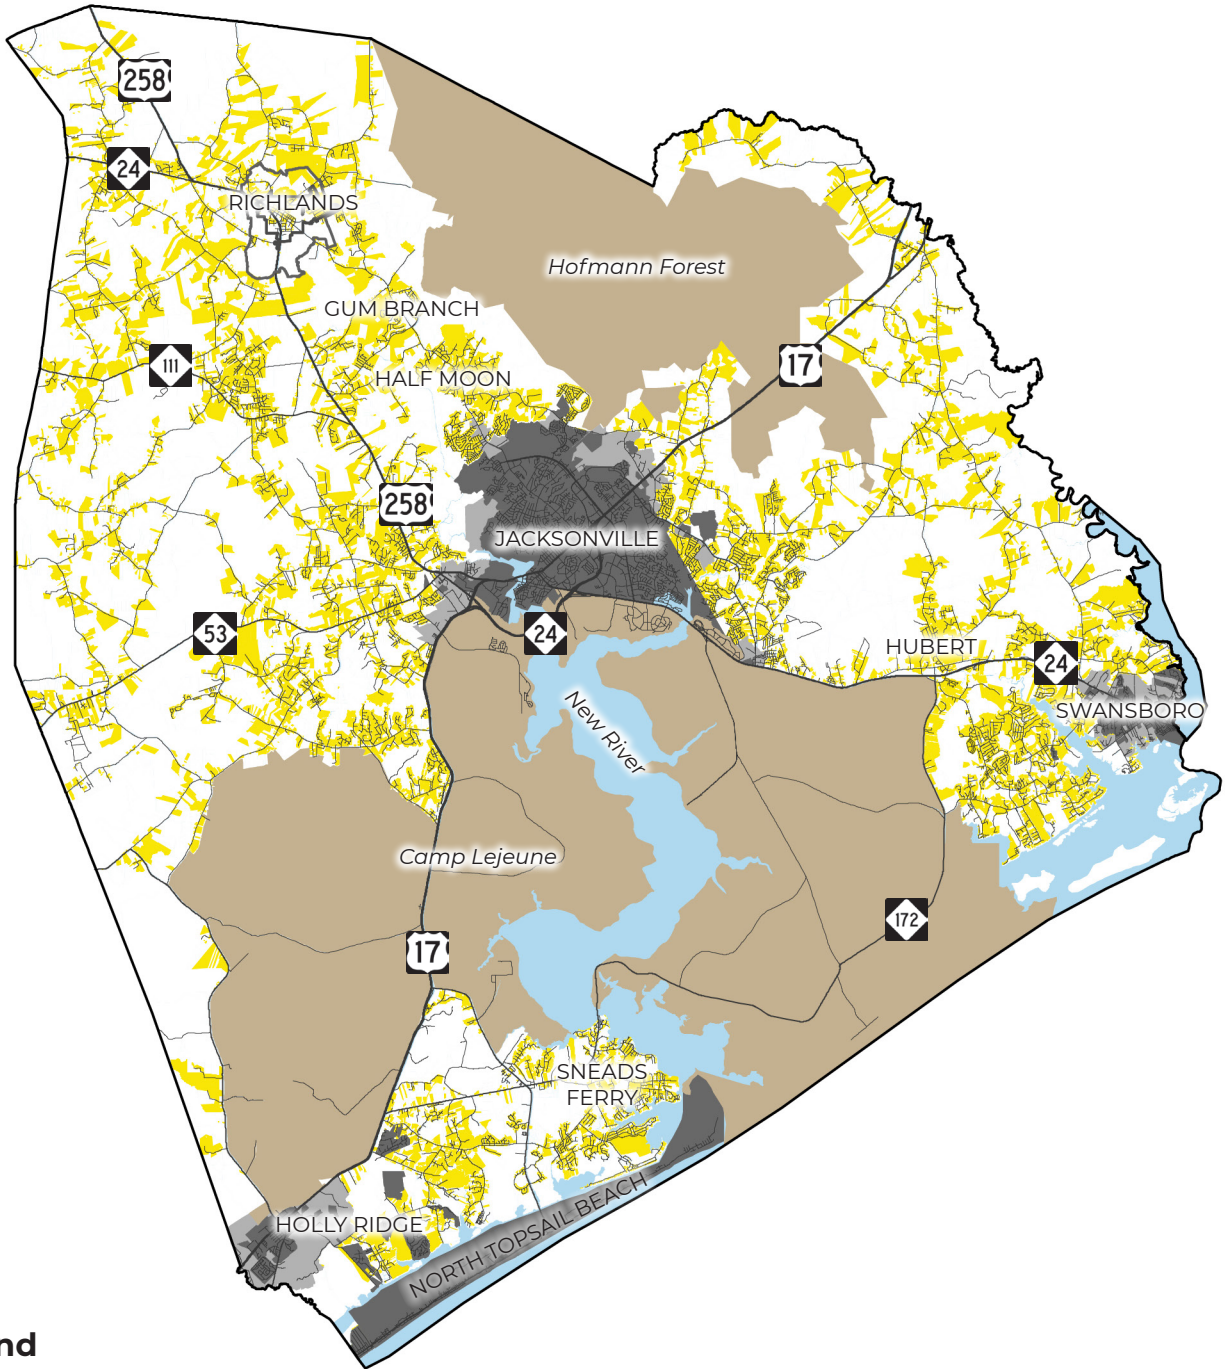 258
24
RICHLANDS
Hofmann Forest
GUM BRANCH
17
111
HALF MOON
258
JACKSONVILLE
53
24
HUBERT
24
SWANSBORO
New River
Camp Lejeune
172
17
SNEADS
FERRY
HOLLY RIDGE
NORTH TOPSAIL BEACH
nd